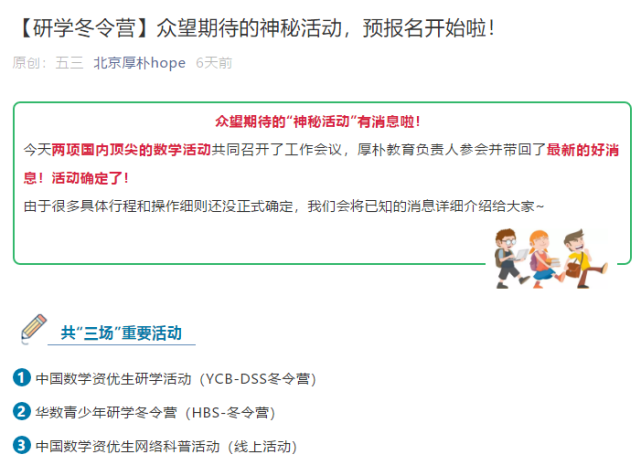 【研学冬令营】众望期待的神秘活动，预报名开始啦！
原创： 五三 北京厚朴hope 6天前
众望期待的“神秘活动”有消息啦！
今天两项国内顶尖的数学活动共同召开了工作会议，厚朴教育负责人参会并带回了最新的好消
息！活动确定了！
由于很多具体行程和操作细则还没正式确定，我们会将已知的消息详细介绍给大家~
共“三场”重要活动
1 中国数学资优生研学活动（YCB-DSS冬令营）
2 华数青少年研学冬令营（HBS-冬令营）
3 中国数学资优生网络科普活动（线上活动）